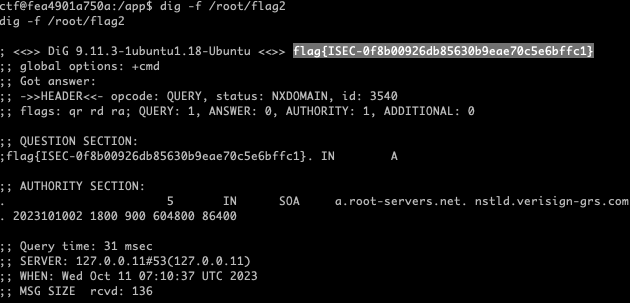 ctf@fea4901a750a:/app$ dig -f /root/flag2
dig -f /root/flag2

; <<>> DiG 9.11.3-1ubuntu1.18-Ubuntu <<>> flag{ISEC-0f8b00926db85630b9eae70c5e6bffc1}
;; global options: +cmd
;; Got answer:
;; ->>HEADER<<- opcode: QUERY, status: NXDOMAIN, id: 3540
;; flags: qr rd ra; QUERY: 1, ANSWER: 0, AUTHORITY: 1, ADDITIONAL: 0

;; QUESTION SECTION:
;flag{ISEC-0f8b00926db85630b9eae70c5e6bffc1}. IN A

;; AUTHORITY SECTION:
. 5 IN SOA a.root-servers.net. nstld.verisign-grs.com
. 2023101002 1800 900 604800 86400

;; Query time: 31 msec
;; SERVER: 127.0.0.11#53(127.0.0.11)
;; WHEN: Wed Oct 11 07:10:37 UTC 2023
;; MSG SIZE rcvd: 136